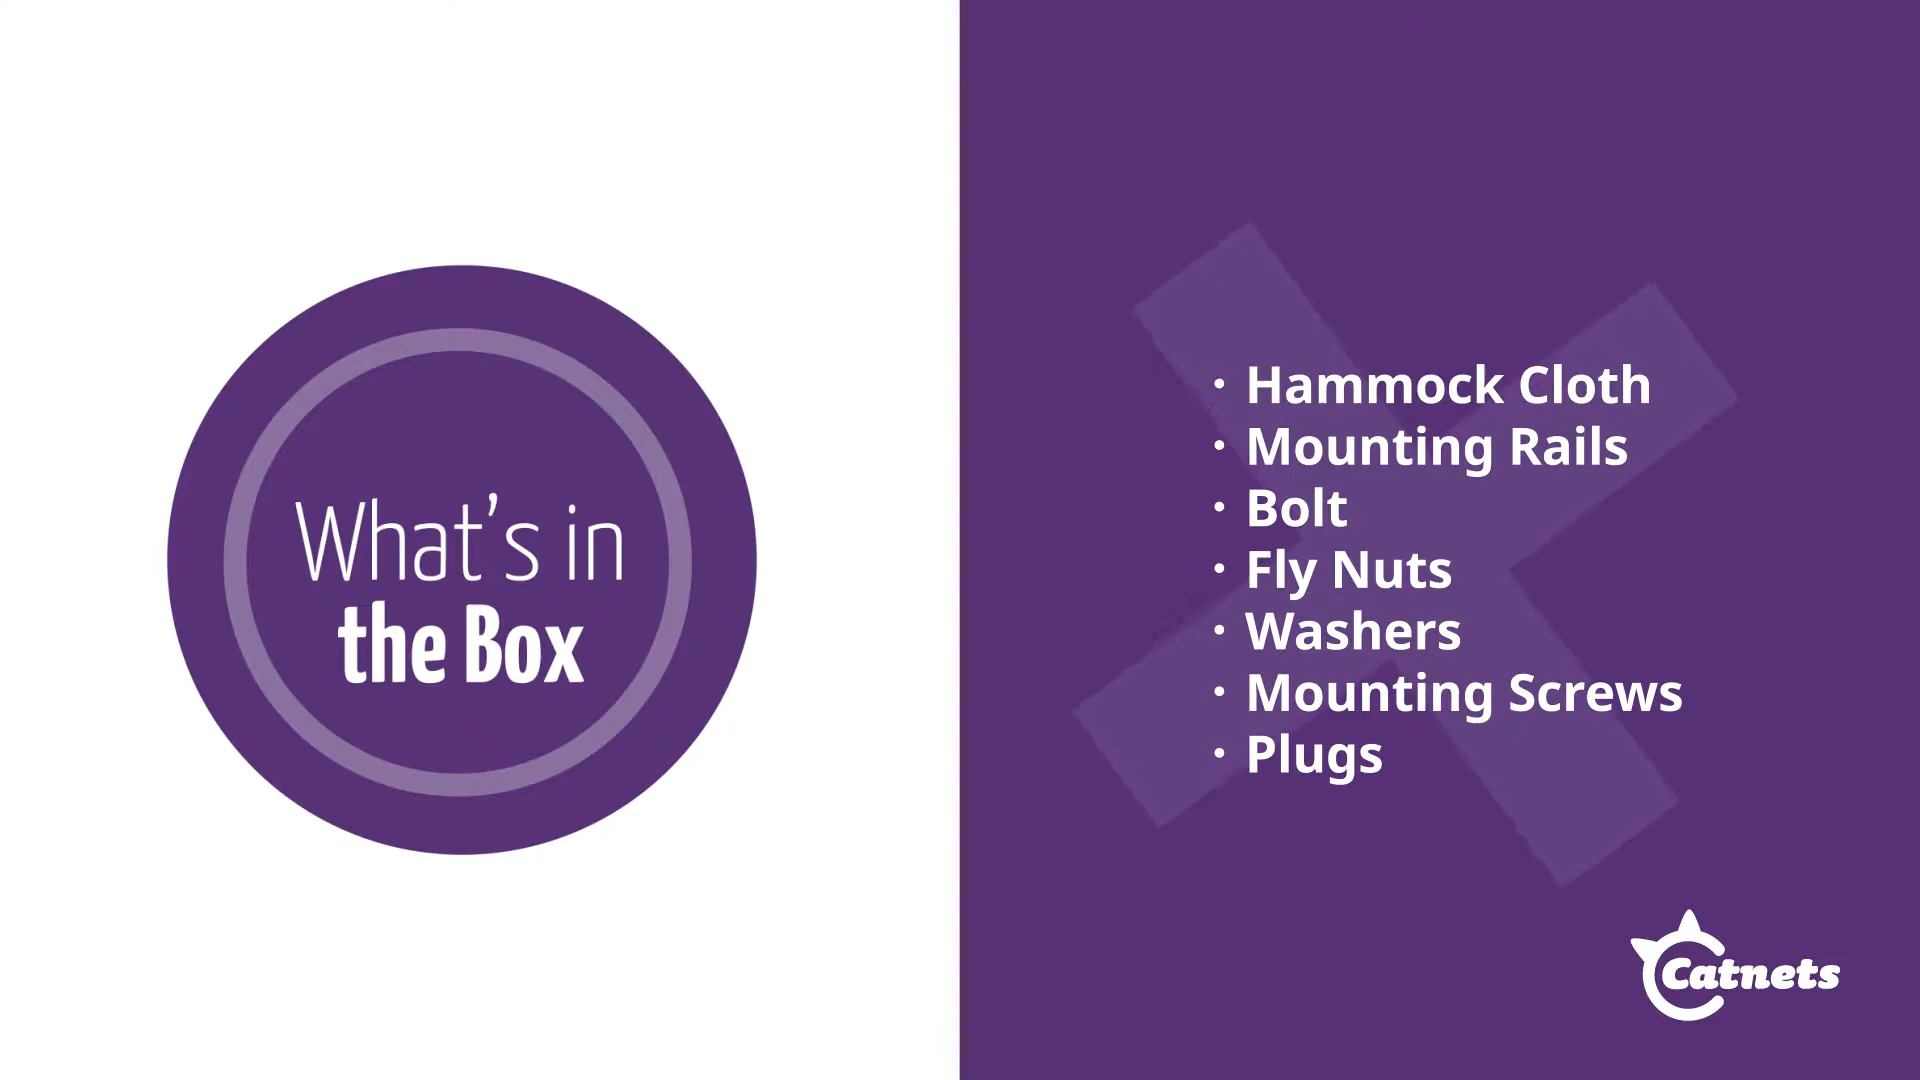 What's in
the Box
· Hammock Cloth
· Mounting Rails
· Bolt
· Fly Nuts
· Washers
· Mounting Screws
· Plugs
Catnets